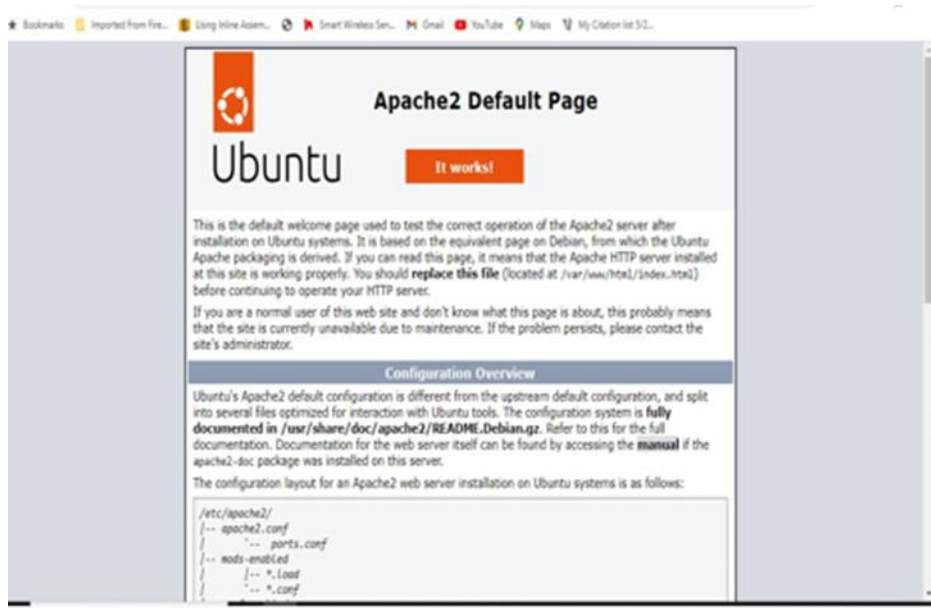 Bookmarks Imported From Fire... Using Inline Assem... Smart Wireless Sen... Gmail YouTube Maps My Citation list 5/2...
Apache2 Default Page
Ubuntu
It works!
This is the default welcome page used to test the correct operation of the Apache2 server after
installation on Ubuntu systems. It is based on the equivalent page on Debian, from which the Ubuntu
Apache packaging is derived. If you can read this page, it means that the Apache HTTP server installed
at this site is working properly. You should replace this file (located at /var/www/html/index.html)
before continuing to operate your HTTP server.
If you are a normal user of this web site and don't know what this page is about, this probably means
that the site is currently unavailable due to maintenance. If the problem persists, please contact the
site's administrator.
Configuration Overview
Ubuntu's Apache2 default configuration is different from the upstream default configuration, and split
into several files optimized for interaction with Ubuntu tools. The configuration system is fully
documented in /usr/share/doc/apache2/README.Debian.gz. Refer to this for the full
documentation. Documentation for the web server itself can be found by accessing the manual if the
apache2-doc package was installed on this server.
The configuration layout for an Apache2 web server installation on Ubuntu systems is as follows:
/etc/apache2/
|-- apache2.conf
| `-- ports.conf
|-- mods-enabled
| |-- *.load
| `-- *.conf